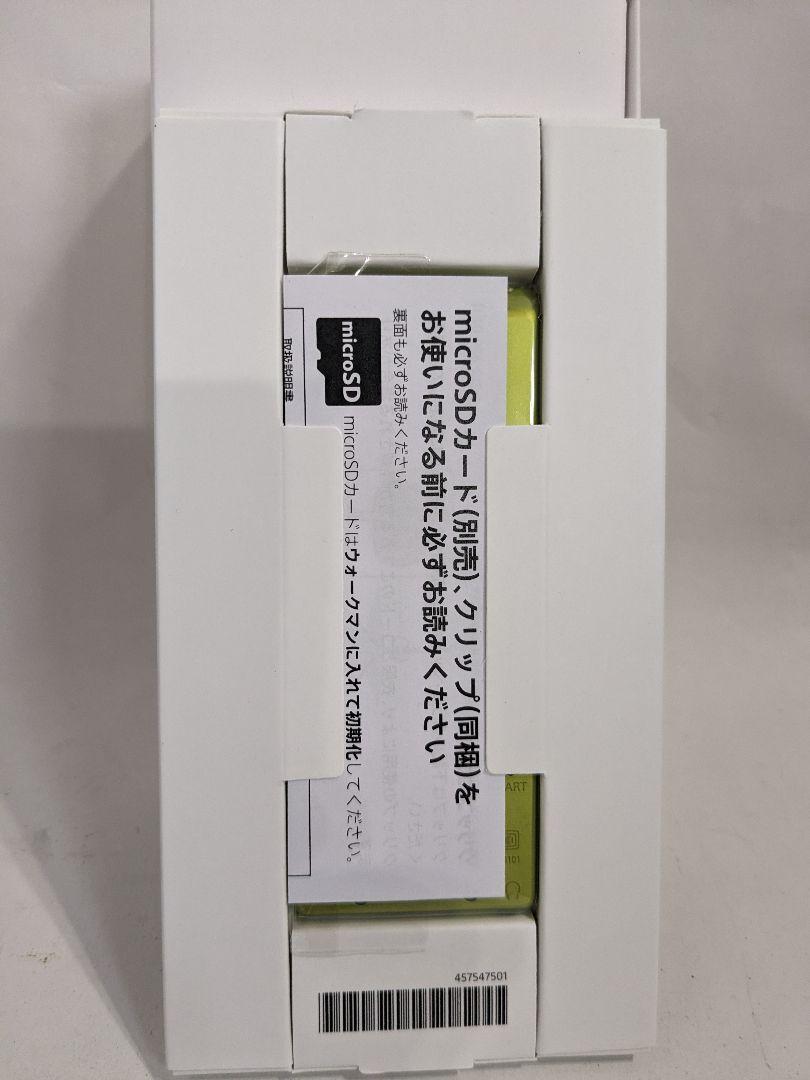 microSDカード(別売)、クリップ(同梱)を
お使いになる前に必ずお読みください
裏面も必ずお読みください。
microSD
microSDカードはウォークマンに入れて初期化してください。
取扱説明書
ART
101
457547501